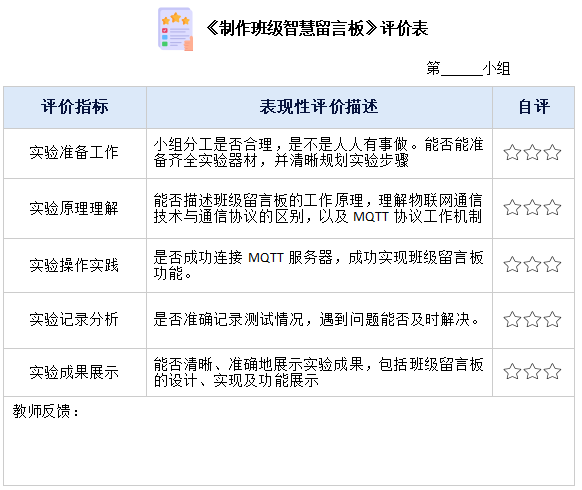 《制作班级智慧留言板》评价表
第______小组
评价指标 表现性评价描述 自评
实验准备工作 小组分工是否合理，是不是人人有事做。能否能准
备齐全实验器材，并清晰规划实验步骤 ☆☆☆
实验原理理解 能否描述班级留言板的工作原理，理解物联网通信
技术与通信协议的区别，以及 MQTT 协议工作机制 ☆☆☆
实验操作实践 是否成功连接 MQTT 服务器，成功实现班级留言板
功能。 ☆☆☆
实验记录分析 是否准确记录测试情况，遇到问题能否及时解决。 ☆☆☆
实验成果展示 能否清晰、准确地展示实验成果，包括班级留言板
的设计、实现及功能展示 ☆☆☆
教师反馈：